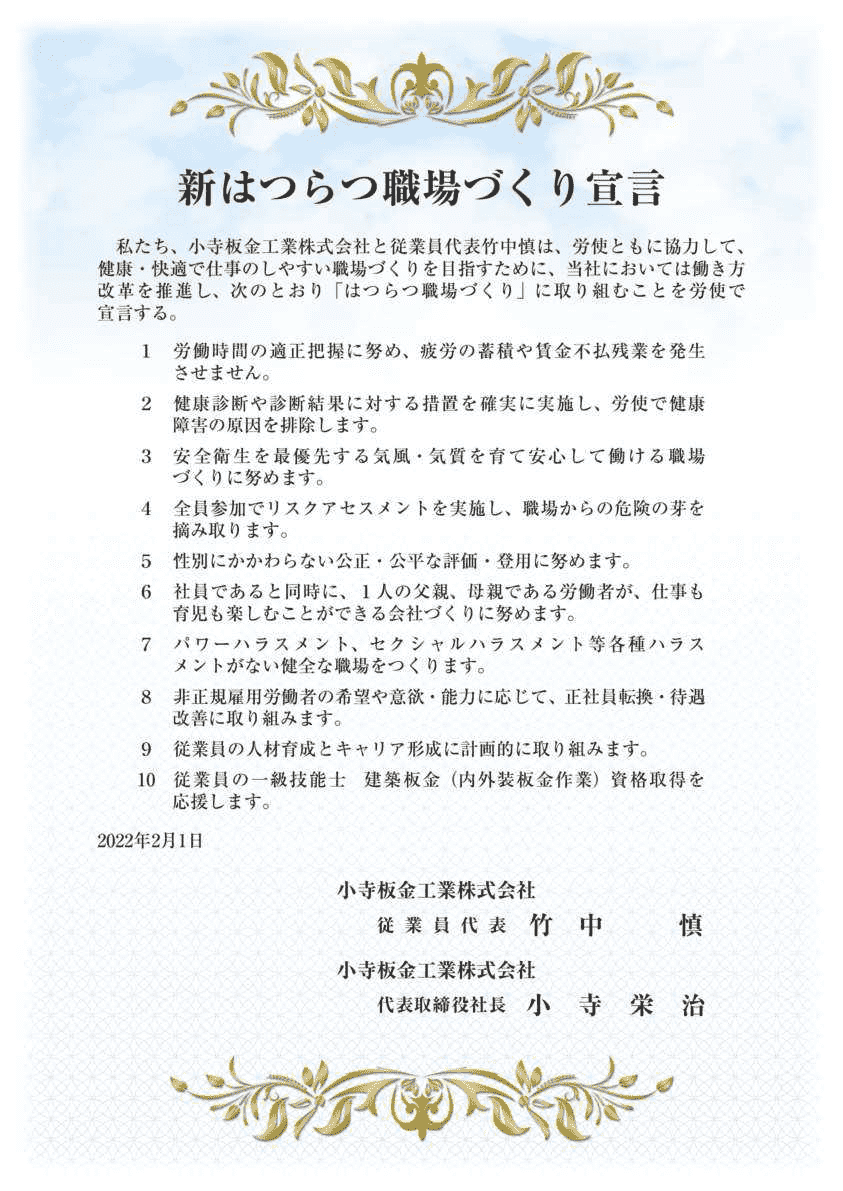 新はつらつ職場づくり宣言
私たち、小寺板金工業株式会社と従業員代表竹中慎は、労使ともに協力して、
健康・快適で仕事のしやすい職場づくりを目指すために、当社においては働き方
改革を推進し、次のとおり「はつらつ職場づくり」に取り組むことを労使で
宣言する。
1 労働時間の適正把握に努め、疲労の蓄積や賃金不払残業を発生
させません。
2 健康診断や診断結果に対する措置を確実に実施し、労使で健康
障害の原因を排除します。
3 安全衛生を最優先する気風・気質を育て安心して働ける職場
づくりに努めます。
4 全員参加でリスクアセスメントを実施し、職場からの危険の芽を
摘み取ります。
5 性別にかかわらない公正・公平な評価・登用に努めます。
6 社員であると同時に、１人の父親、母親である労働者が、仕事も
育児も楽しむことができる会社づくりに努めます。
7 パワーハラスメント、セクシャルハラスメント等各種ハラス
メントがない健全な職場をつくります。
8 非正規雇用労働者の希望や意欲・能力に応じて、正社員転換・待遇
改善に取り組みます。
9 従業員の人材育成とキャリア形成に計画的に取り組みます。
10 従業員の一級技能士　建築板金（内外装板金作業）資格取得を
応援します。
2022年2月1日
小寺板金工業株式会社
従業員代表 竹中 慎
小寺板金工業株式会社
代表取締役社長 小寺栄治